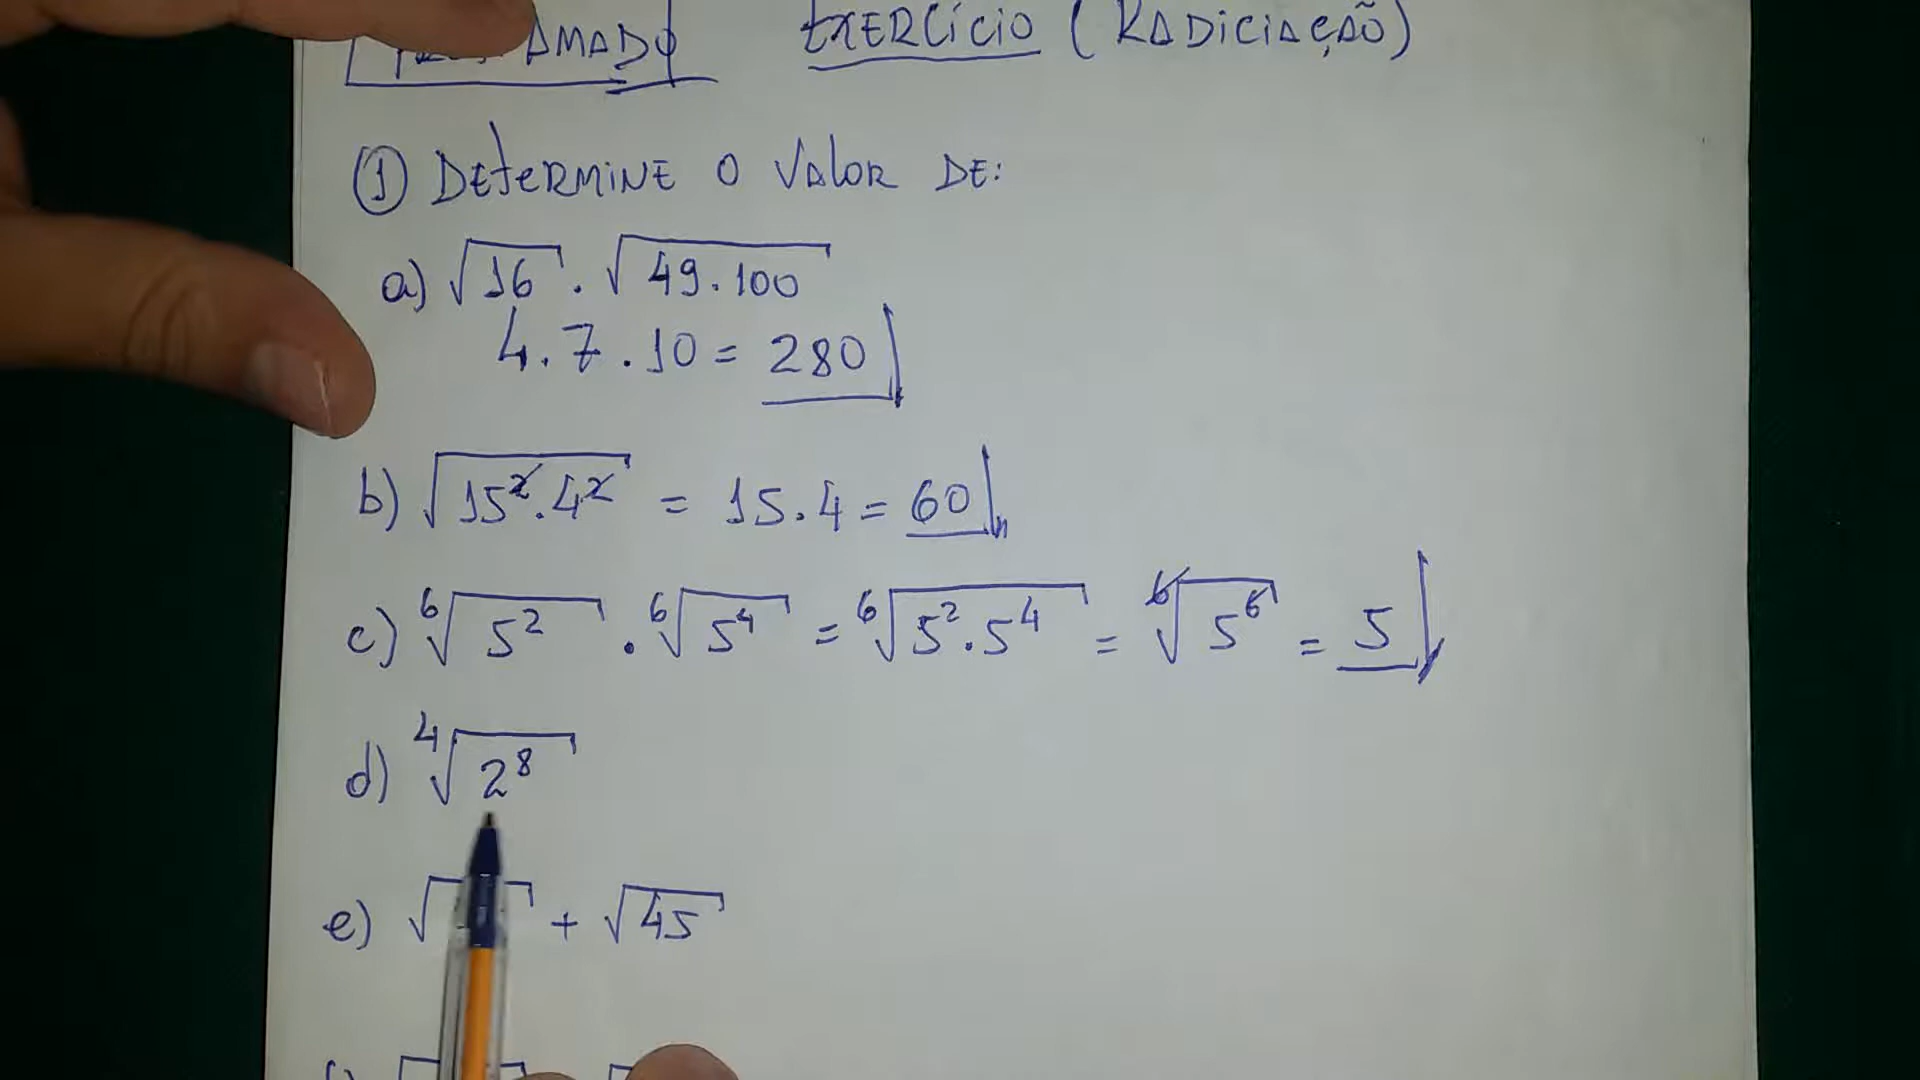 AMADO EXERCÍCIO (RADICIAÇÃO)
① DETERMINE O VALOR DE:
a) √16 . √49.100
4.7.10 = 280
b) √15².4² = 15.4 = 60
c) ⁶√5² . ⁶√5⁴ = ⁶√5².5⁴ = ⁶√5⁶ = 5
d) ⁴√2⁸
e) √ + √45